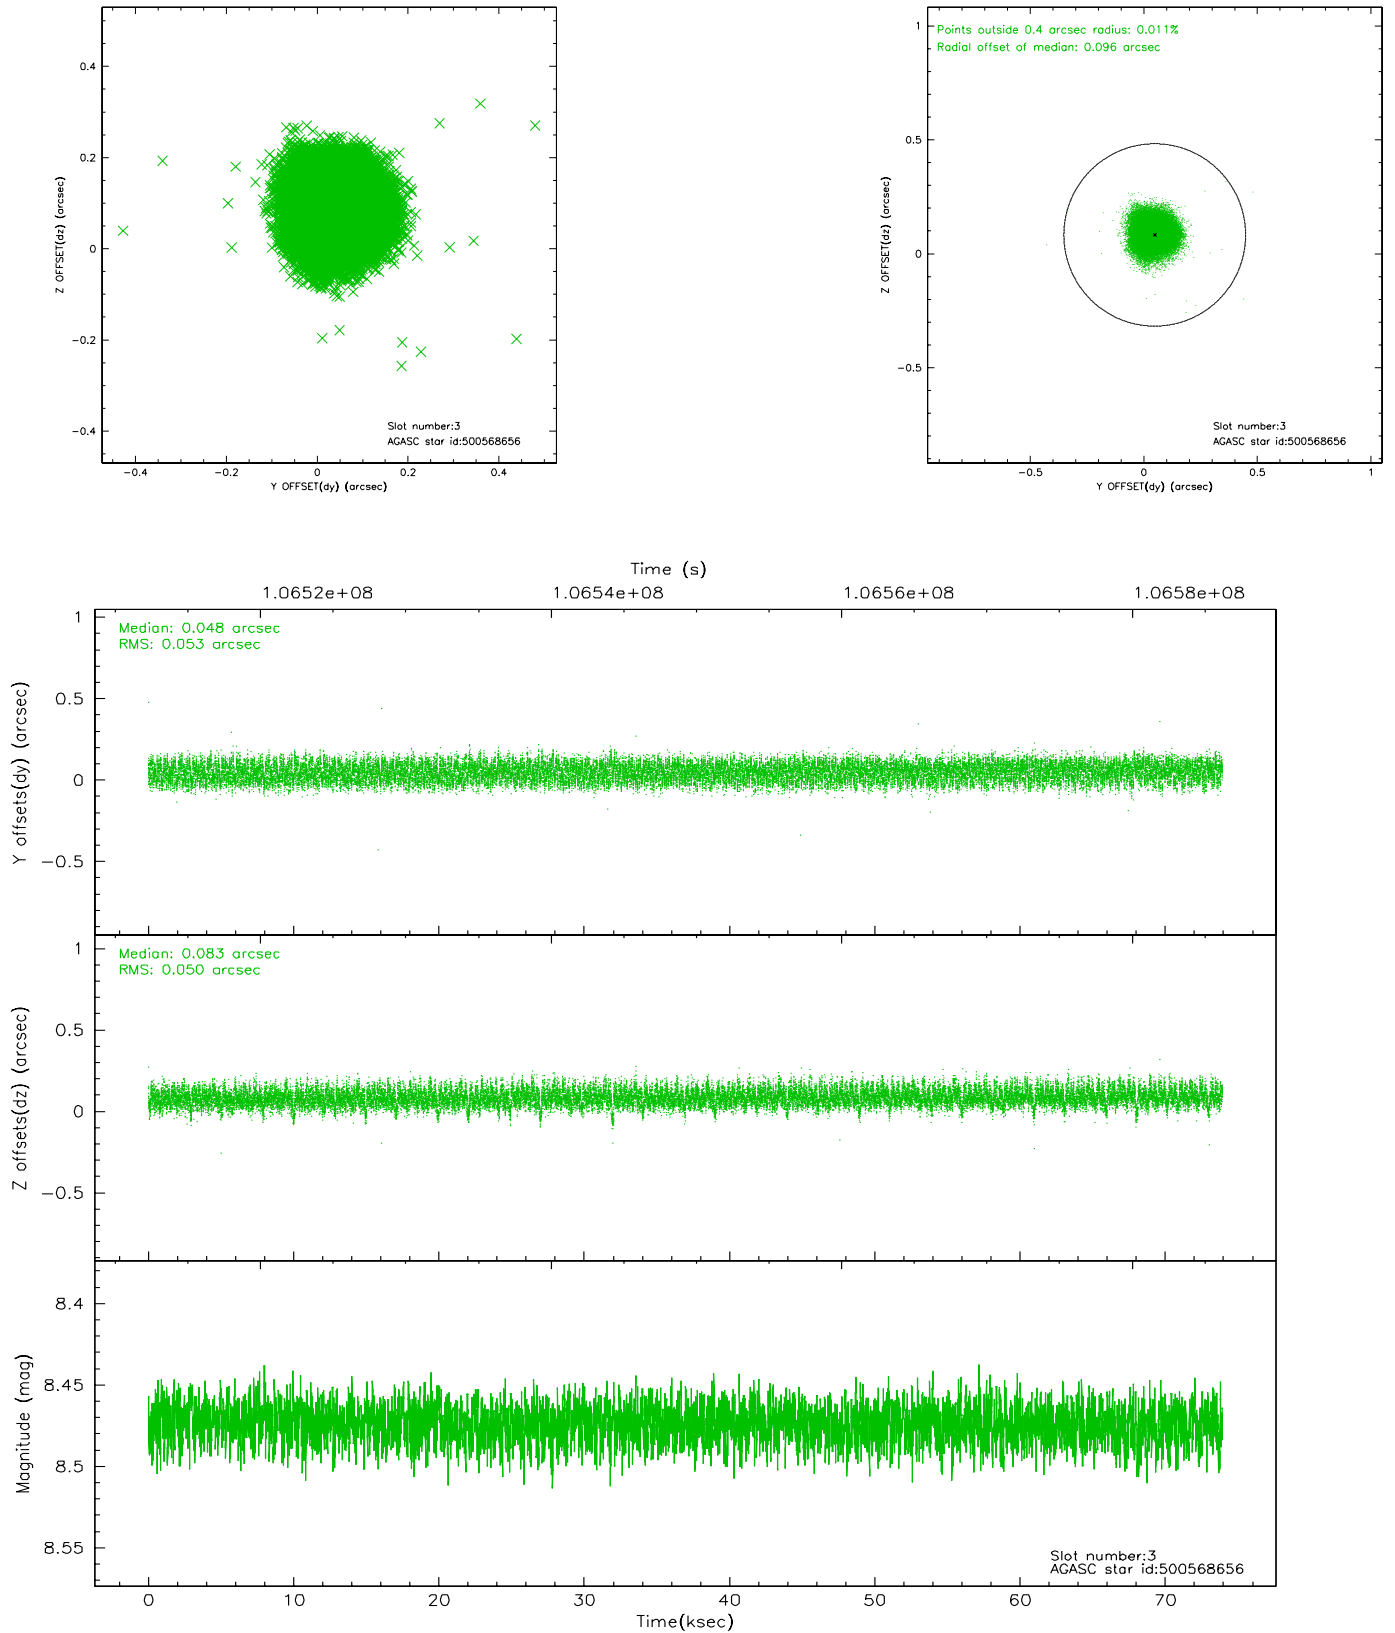 0.4
0.2
0
−0.2
−0.4
Z OFFSET(dz) (arcsec)
Slot number:3
AGASC star id:500568656
−0.4
−0.2
0
0.2
0.4
Y OFFSET(dy) (arcsec)
Points outside 0.4 arcsec radius: 0.011%
Radial offset of median: 0.096 arcsec
1
0.5
0
−0.5
Z OFFSET(dz) (arcsec)
Slot number:3
AGASC star id:500568656
−0.5
0
0.5
1
Y OFFSET(dy) (arcsec)
Time (s)
1.0652e+08
1.0654e+08
1.0656e+08
1.0658e+08
Median: 0.048 arcsec
RMS: 0.053 arcsec
1
0.5
0
−0.5
Y offsets(dy) (arcsec)
Median: 0.083 arcsec
RMS: 0.050 arcsec
1
0.5
0
−0.5
Z offsets(dz) (arcsec)
8.4
8.45
8.5
8.55
Magnitude (mag)
Slot number:3
AGASC star id:500568656
0
10
20
30
40
50
60
70
Time(ksec)